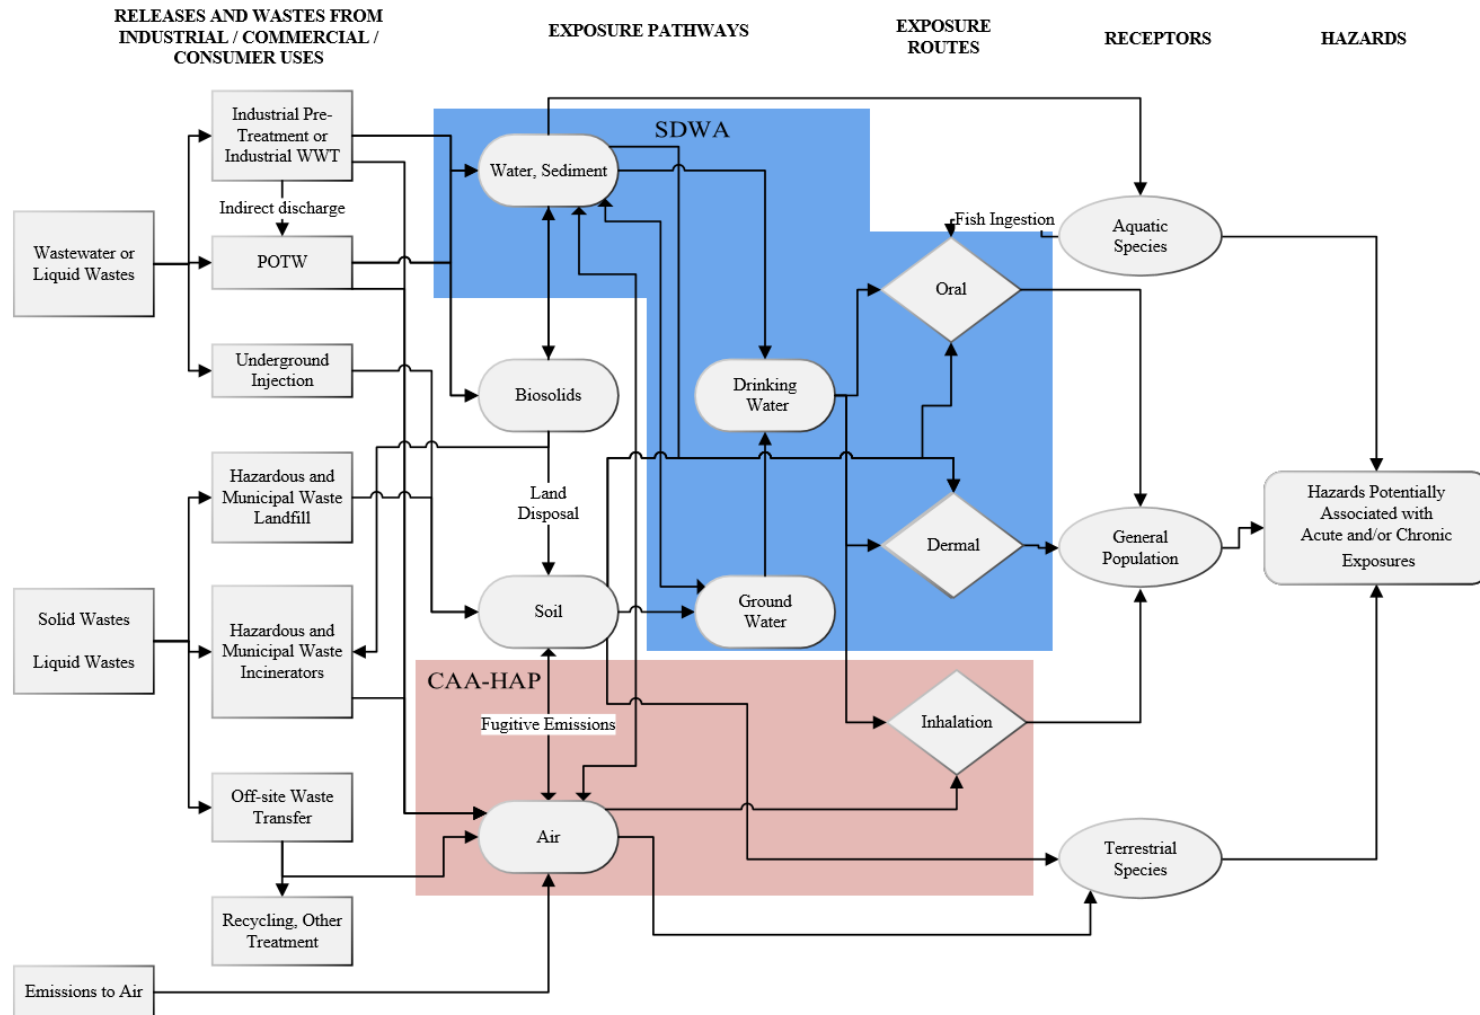 RELEASES AND WASTES FROM
INDUSTRIAL / COMMERCIAL /
CONSUMER USES
EXPOSURE PATHWAYS
EXPOSURE
ROUTES
RECEPTORS
HAZARDS
Industrial Pre-
Treatment or
Industrial WWT
SDWA
Water, Sediment
Indirect discharge
Fish Ingestion
Aquatic
Species
Wastewater or
Liquid Wastes
POTW
Oral
Underground
Injection
Biosolids
Drinking
Water
Hazardous and
Municipal Waste
Landfill
Land
Disposal
Dermal
General
Population
Hazards Potentially
Associated with
Acute and/or Chronic
Exposures
Solid Wastes
Liquid Wastes
Hazardous and
Municipal Waste
Incinerators
Soil
Ground
Water
CAA-HAP
Fugitive Emissions
Inhalation
Off-site Waste
Transfer
Air
Terrestrial
Species
Recycling, Other
Treatment
Emissions to Air